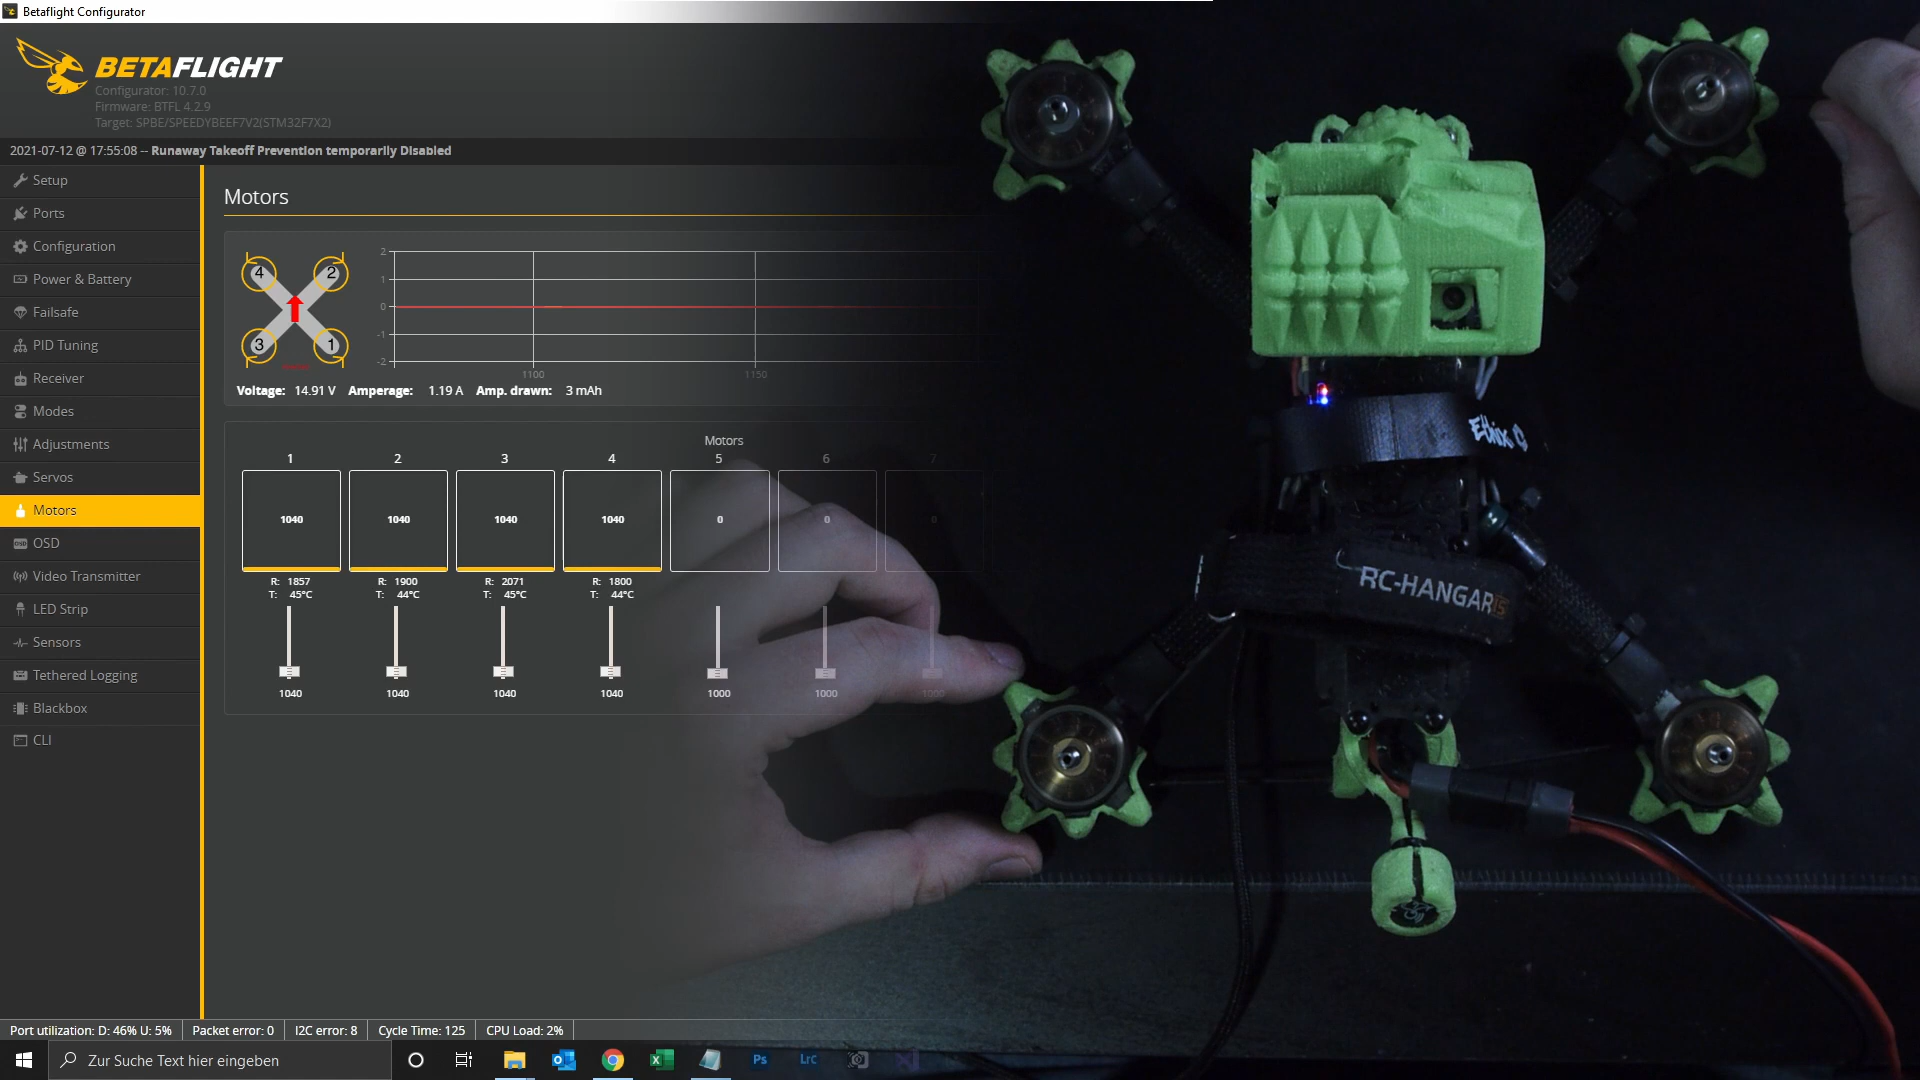 Betaflight Configurator
BETAFLIGHT
Configurator: 10.7.0
Firmware: BTFL 4.2.9
Target: SPBE/SPEEDYBEEF7V2(STM32F7X2)
2021-07-12 @ 17:55:08 -- Runaway Takeoff Prevention temporarily Disabled
Setup
Ports
Configuration
Power & Battery
Failsafe
PID Tuning
Receiver
Modes
Adjustments
Servos
Motors
OSD
Video Transmitter
LED Strip
Sensors
Tethered Logging
Blackbox
CLI
Motors
4 2
3 1
2
1
0
-1
-2
1100 1150
Voltage: 14.91 V Amperage: 1.19 A Amp. drawn: 3 mAh
Motors
1 2 3 4 5 6 7
1040 1040 1040 1040 0 0 0
R: 1857 R: 1900 R: 2071 R: 1800
T: 45°C T: 44°C T: 45°C T: 44°C
1040 1040 1040 1040 1000 1000 1000
Ethix
RC-HANGAR15
Port utilization: D: 46% U: 5% Packet error: 0 I2C error: 8 Cycle Time: 125 CPU Load: 2%
Zur Suche Text hier eingeben
Ps Lrc